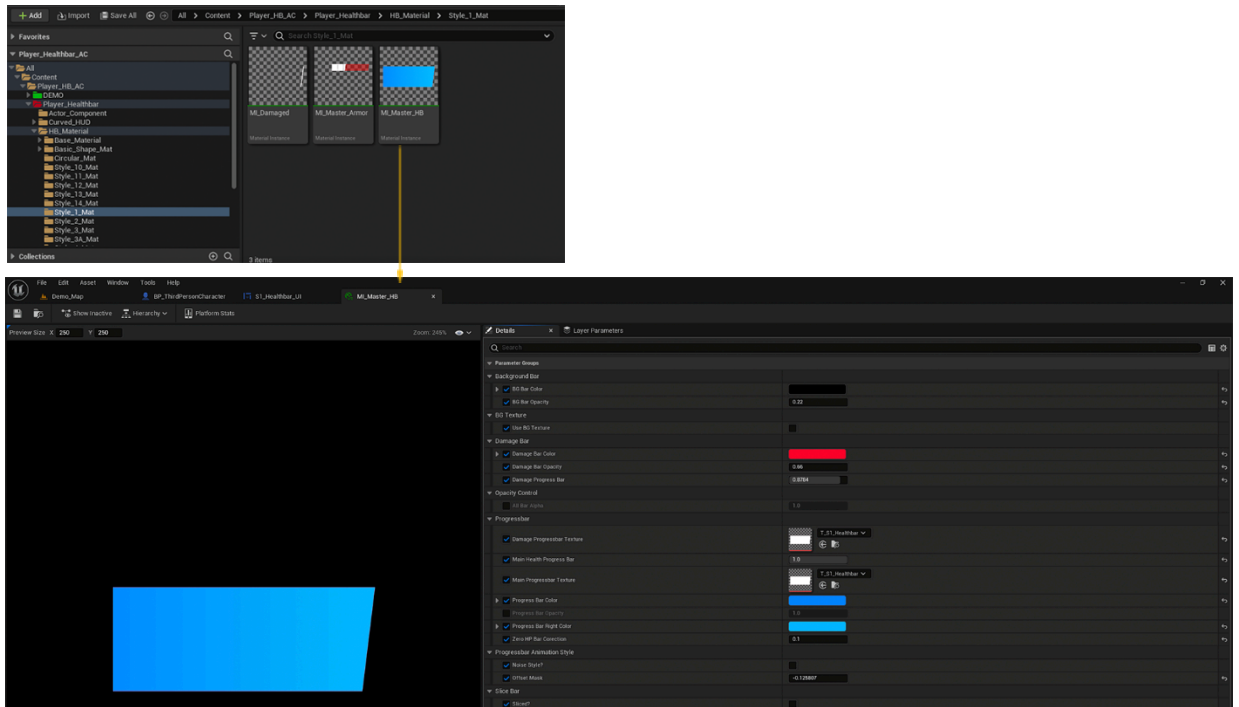 + Add Import Save All All > Content > Player_HB_AC > Player_Healthbar > HB_Material > Style_1_Mat
Favorites
Search Style_1_Mat
Player_Healthbar_AC
All
Content
Player_HB_AC
DEMO
Player_Healthbar
Actor_Component
Curved_HUD
HB_Material
Base_Material
Basic_Shape_Mat
Circular_Mat
Style_10_Mat
Style_11_Mat
Style_12_Mat
Style_13_Mat
Style_14_Mat
Style_1_Mat
Style_2_Mat
Style_3_Mat
Style_3A_Mat
Collections
MI_Damaged MI_Master_Armor MI_Master_HB
Material Instance Material Instance Material Instance
3 items
File Edit Asset Window Tools Help
Demo_Map BP_ThirdPersonCharacter S1_Healthbar_UI MI_Master_HB
Show Inactive Hierarchy Platform Stats
Preview Size X 250 Y 250 Zoom: 245%
Details Layer Parameters
Search
Parameter Groups
Background Bar
BG Bar Color
BG Bar Opacity 0.22
BG Texture
Use BG Texture
Damage Bar
Damage Bar Color
Damage Bar Opacity 0.66
Damage Progress Bar 0.8784
Opacity Control
All Bar Alpha 1.0
Progressbar
Damage Progressbar Texture T_S1_Healthbar
Main Health Progress Bar 1.0
Main Progressbar Texture T_S1_Healthbar
Progress Bar Color
Progress Bar Opacity 1.0
Progress Bar Right Color
Zero HP Bar Corection 0.1
Progressbar Animation Style
Noise Style?
Offset Mask -0.125807
Slice Bar
Sliced?